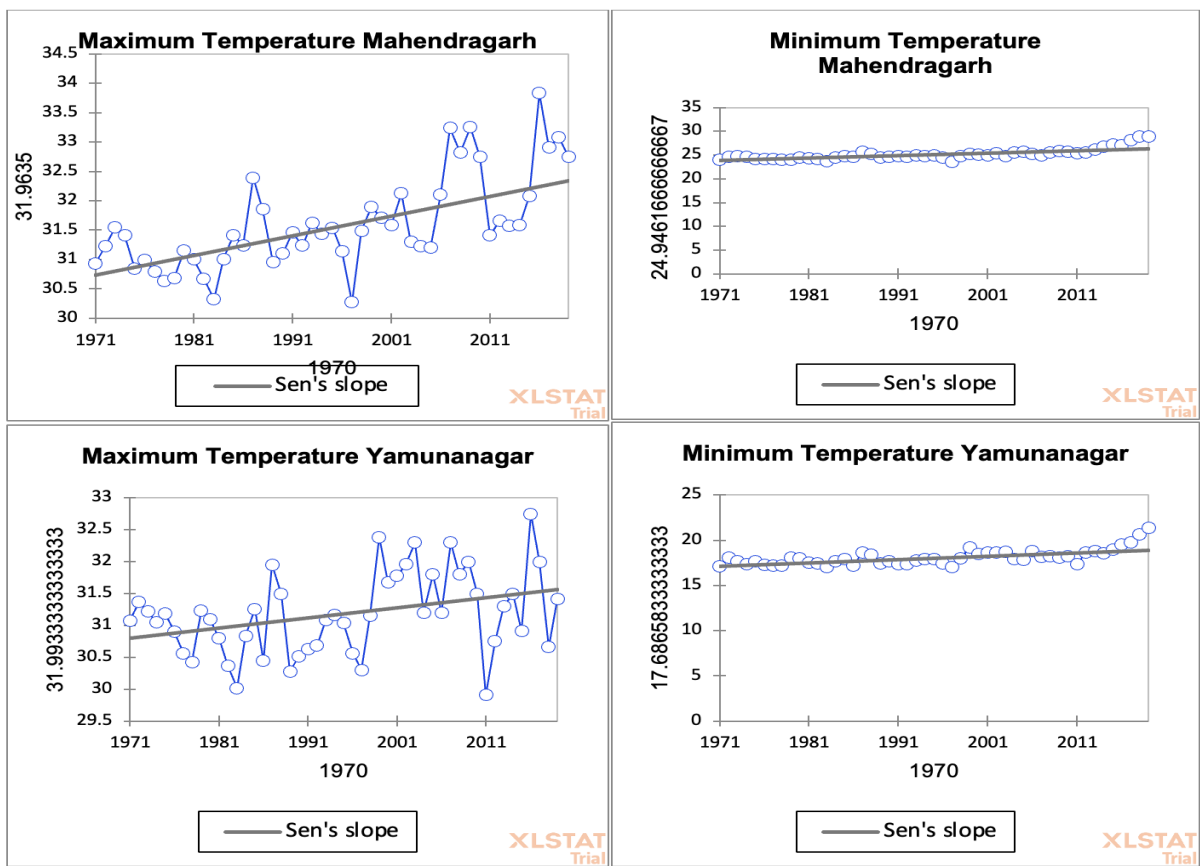 Maximum Temperature Mahendragarh
34.5
34
33.5
33
32.5
32
31.5
31
30.5
30
31.9635
1971 1981 1991 2001 2011
1970
Sen's slope
XLSTAT
Trial
Minimum Temperature
Mahendragarh
35
30
25
20
15
10
5
0
24.9461666666667
1971 1981 1991 2001 2011
1970
Sen's slope
XLSTAT
Trial
Maximum Temperature Yamunanagar
33
32.5
32
31.5
31
30.5
30
29.5
31.9933333333333
1971 1981 1991 2001 2011
1970
Sen's slope
XLSTAT
Trial
Minimum Temperature Yamunanagar
25
20
15
10
5
0
17.6865833333333
1971 1981 1991 2001 2011
1970
Sen's slope
XLSTAT
Trial